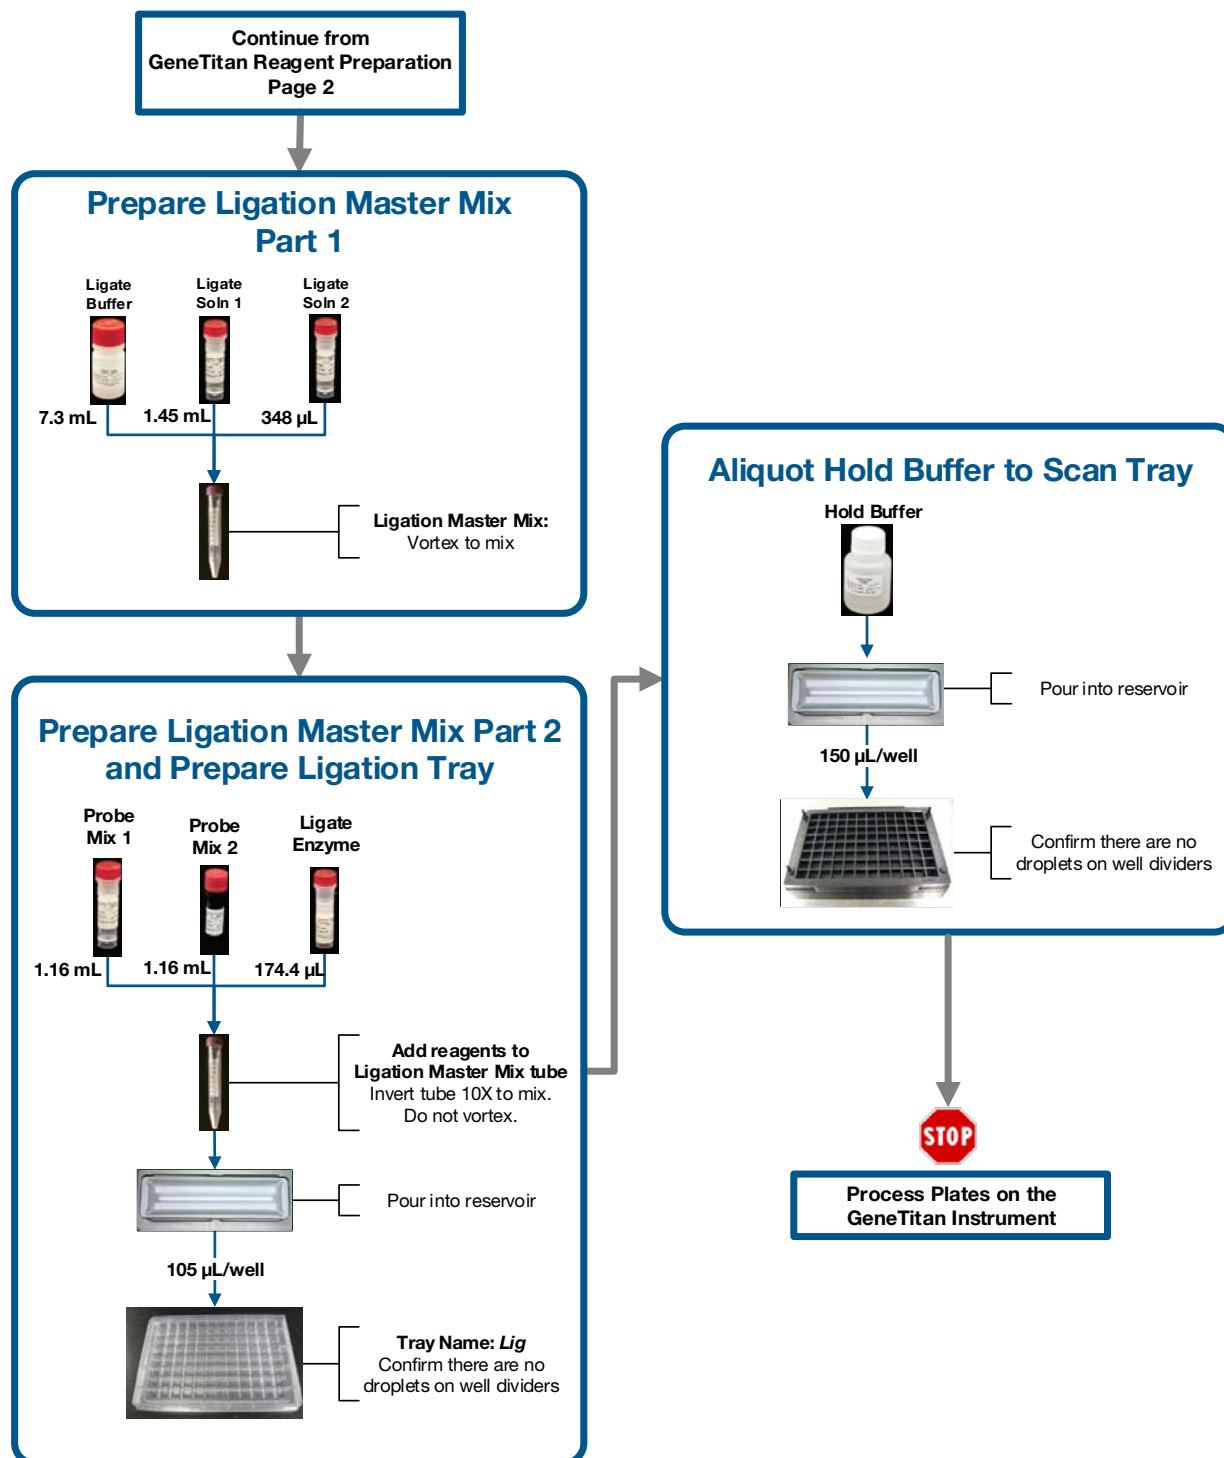 Continue from
GeneTitan Reagent Preparation
Page 2
Prepare Ligation Master Mix
Part 1
Ligate
Buffer
Ligate
Soln 1
Ligate
Soln 2
7.3 mL
1.45 mL
348 µL
Ligation Master Mix:
Vortex to mix
Prepare Ligation Master Mix Part 2
and Prepare Ligation Tray
Probe
Mix 1
Probe
Mix 2
Ligate
Enzyme
1.16 mL
1.16 mL
174.4 µL
Add reagents to
Ligation Master Mix tube
Invert tube 10X to mix.
Do not vortex.
Pour into reservoir
105 µL/well
Tray Name: Lig
Confirm there are no
droplets on well dividers
Aliquot Hold Buffer to Scan Tray
Hold Buffer
Pour into reservoir
150 µL/well
Confirm there are no
droplets on well dividers
STOP
Process Plates on the
GeneTitan Instrument